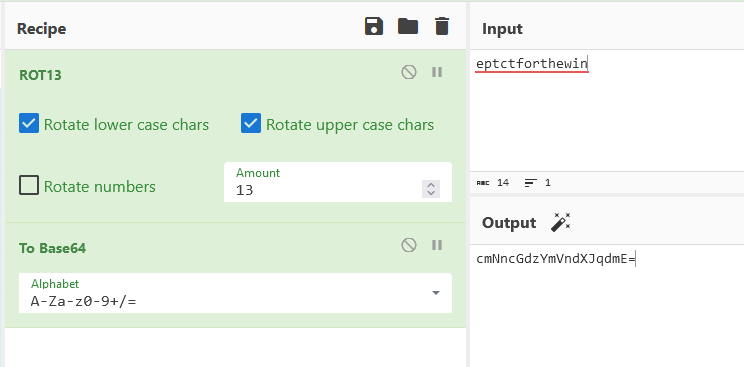 Recipe
ROT13
Rotate lower case chars
Rotate upper case chars
Rotate numbers
Amount
13
To Base64
Alphabet
A-Za-z0-9+/=
Input
eptctforthewin
ABC 14 1
Output
cmNncGdzYmVndXJqdmE=